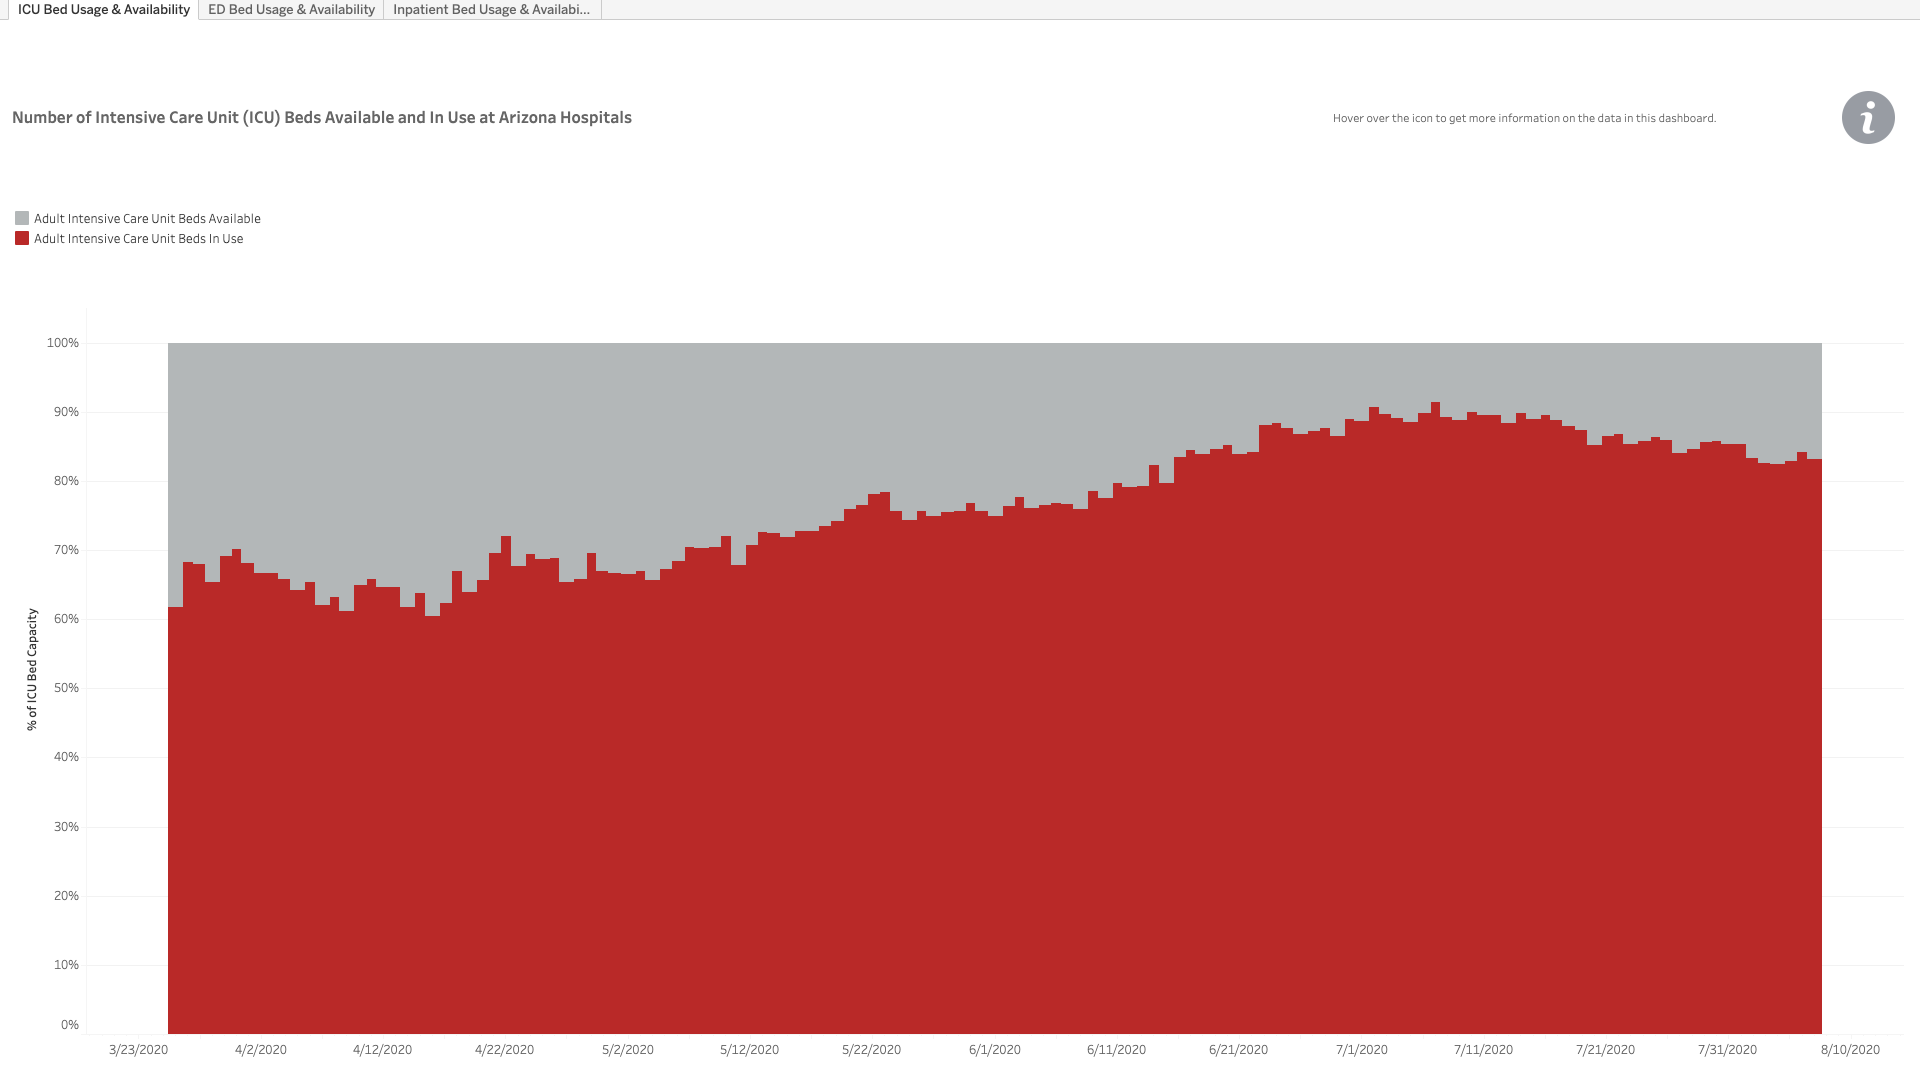 ICU Bed Usage & Availability
ED Bed Usage & Availability
Inpatient Bed Usage & Availabi...
Number of Intensive Care Unit (ICU) Beds Available and In Use at Arizona Hospitals
Hover over the icon to get more information on the data in this dashboard.
i
Adult Intensive Care Unit Beds Available
Adult Intensive Care Unit Beds In Use
% of ICU Bed Capacity
100%
90%
80%
70%
60%
50%
40%
30%
20%
10%
0%
3/23/2020
4/2/2020
4/12/2020
4/22/2020
5/2/2020
5/12/2020
5/22/2020
6/1/2020
6/11/2020
6/21/2020
7/1/2020
7/11/2020
7/21/2020
7/31/2020
8/10/2020